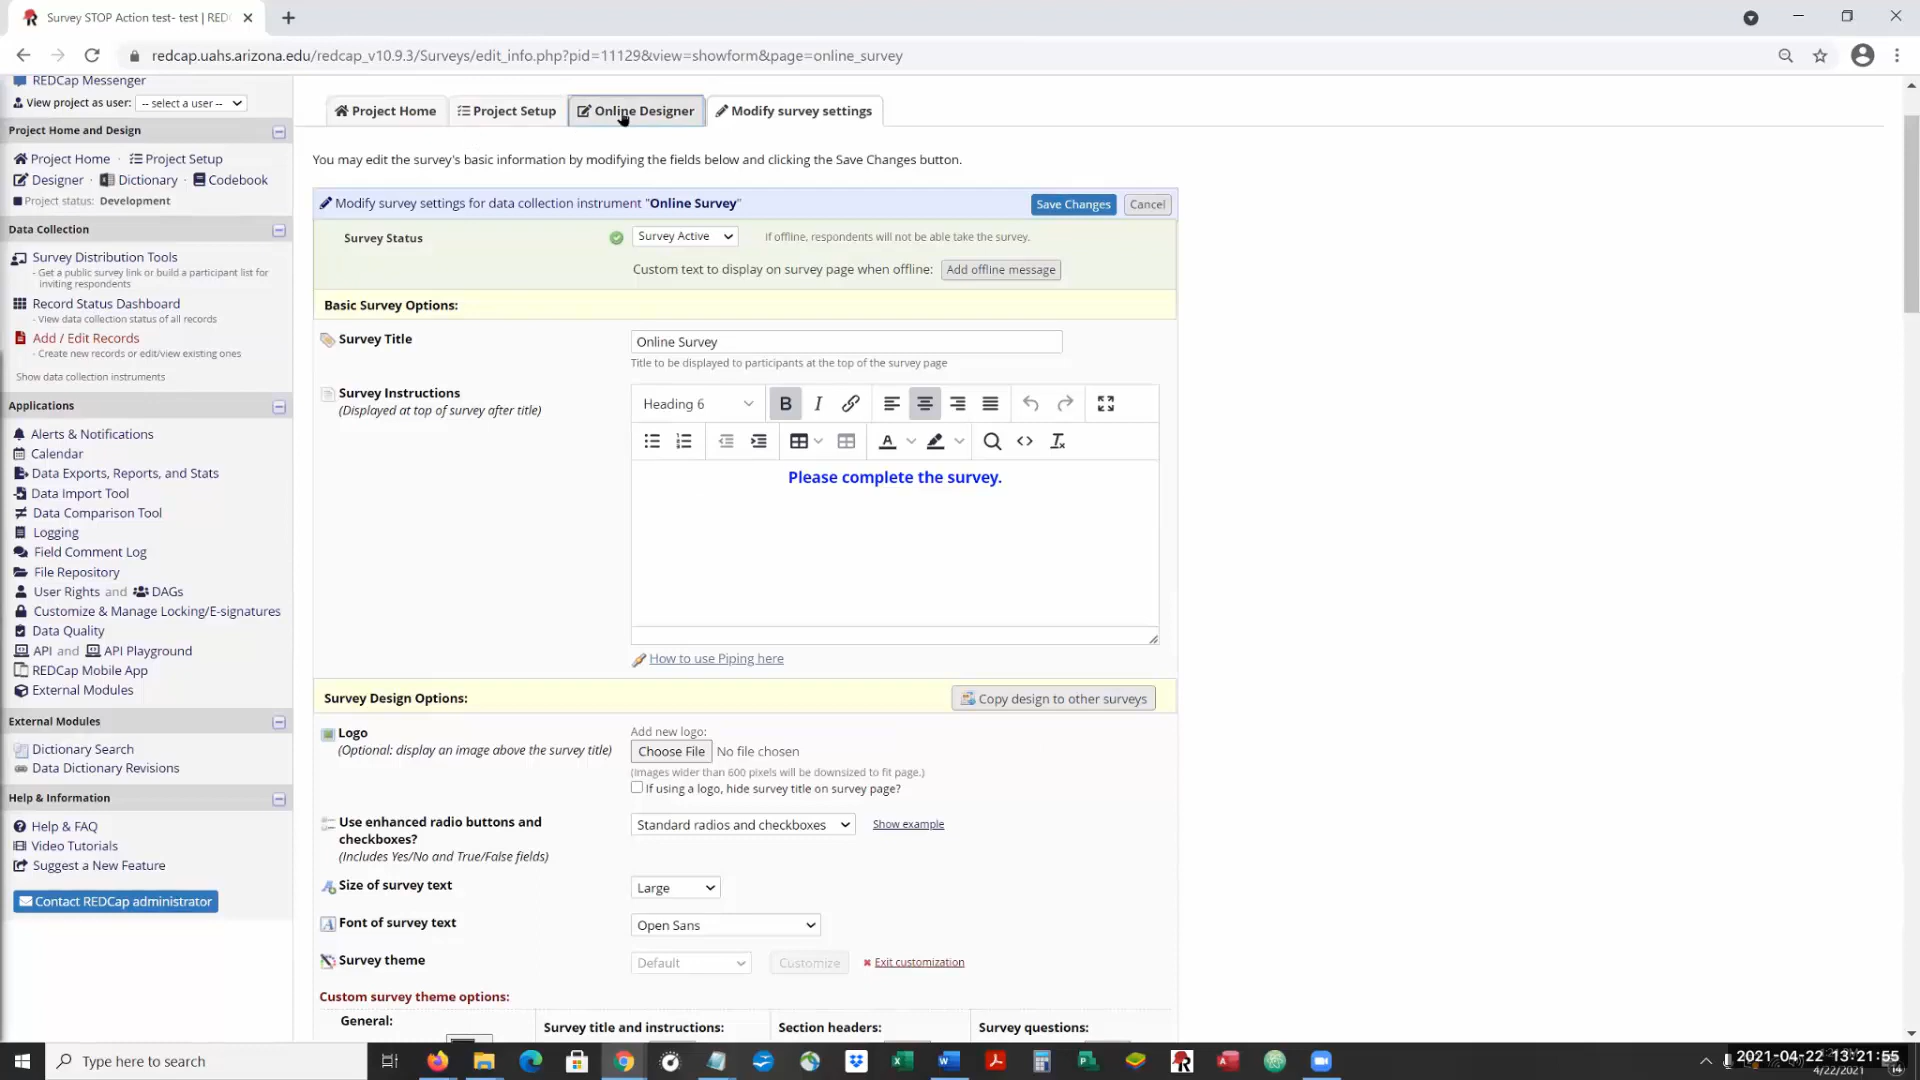 Survey STOP Action test- test | REDC
redcap.uahs.arizona.edu/redcap_v10.9.3/Surveys/edit_info.php?pid=11129&view=showform&page=online_survey
REDCap Messenger
View project as user: -- select a user --
Project Home and Design
Project Home · Project Setup
Designer · Dictionary · Codebook
Project status: Development
Data Collection
Survey Distribution Tools
- Get a public survey link or build a participant list for
inviting respondents
Record Status Dashboard
- View data collection status of all records
Add / Edit Records
- Create new records or edit/view existing ones
Show data collection instruments
Applications
Alerts & Notifications
Calendar
Data Exports, Reports, and Stats
Data Import Tool
Data Comparison Tool
Logging
Field Comment Log
File Repository
User Rights and DAGs
Customize & Manage Locking/E-signatures
Data Quality
API and API Playground
REDCap Mobile App
External Modules
External Modules
Dictionary Search
Data Dictionary Revisions
Help & Information
Help & FAQ
Video Tutorials
Suggest a New Feature
Contact REDCap administrator
Project Home Project Setup Online Designer Modify survey settings
You may edit the survey's basic information by modifying the fields below and clicking the Save Changes button.
Modify survey settings for data collection instrument "Online Survey" Save Changes Cancel
Survey Status Survey Active If offline, respondents will not be able take the survey.
Custom text to display on survey page when offline: Add offline message
Basic Survey Options:
Survey Title Online Survey
Title to be displayed to participants at the top of the survey page
Survey Instructions
(Displayed at top of survey after title)
Heading 6 B I
A
Please complete the survey.
How to use Piping here
Survey Design Options: Copy design to other surveys
Logo
(Optional: display an image above the survey title)
Add new logo:
Choose File No file chosen
(Images wider than 600 pixels will be downsized to fit page.)
If using a logo, hide survey title on survey page?
Use enhanced radio buttons and
checkboxes?
(Includes Yes/No and True/False fields)
Standard radios and checkboxes Show example
Size of survey text Large
Font of survey text Open Sans
Survey theme Default Customize Exit customization
Custom survey theme options:
General: Survey title and instructions: Section headers: Survey questions:
Type here to search
2021-04-22 13:21:55
4/22/2021